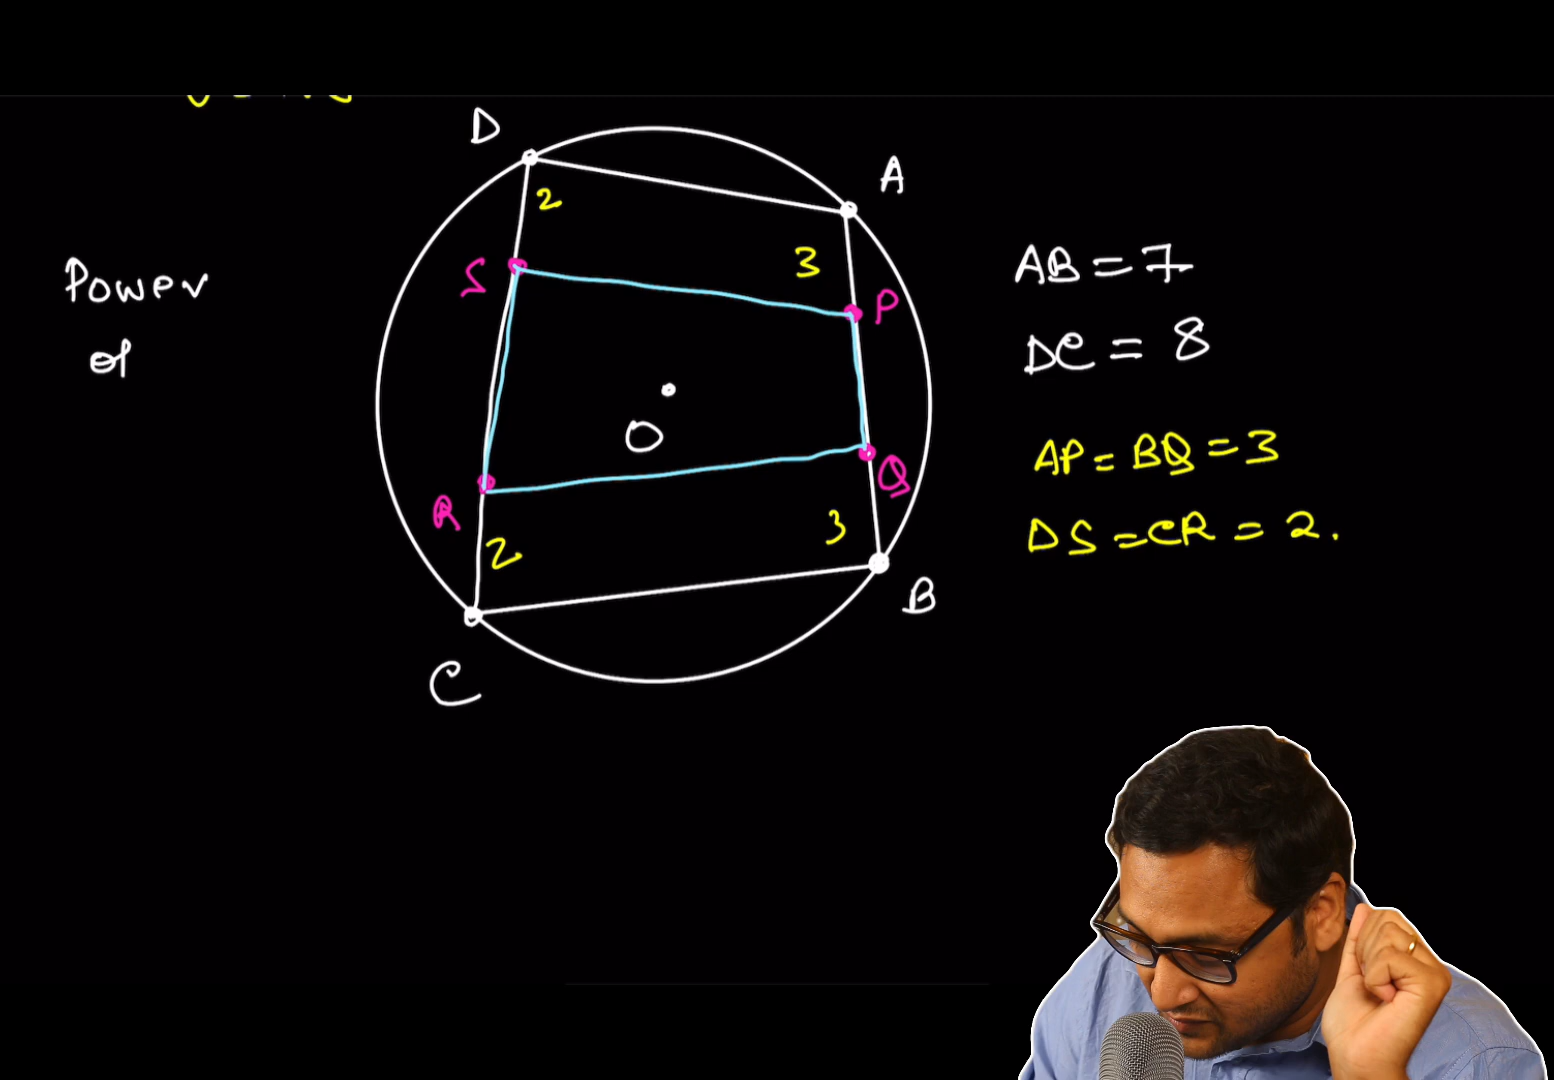 D
A
2
3
S
P
Power
of
O
R
Q
2
3
B
C
AB = 7
DC = 8
AP = BQ = 3
DS = CR = 2.